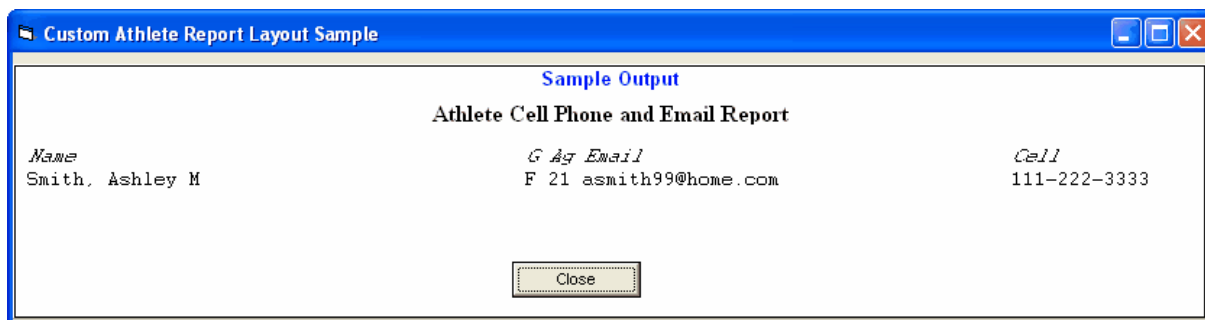 Custom Athlete Report Layout Sample
Sample Output
Athlete Cell Phone and Email Report
Name G Ag Email Cell
Smith, Ashley M F 21 asmith99@home.com 111-222-3333
Close